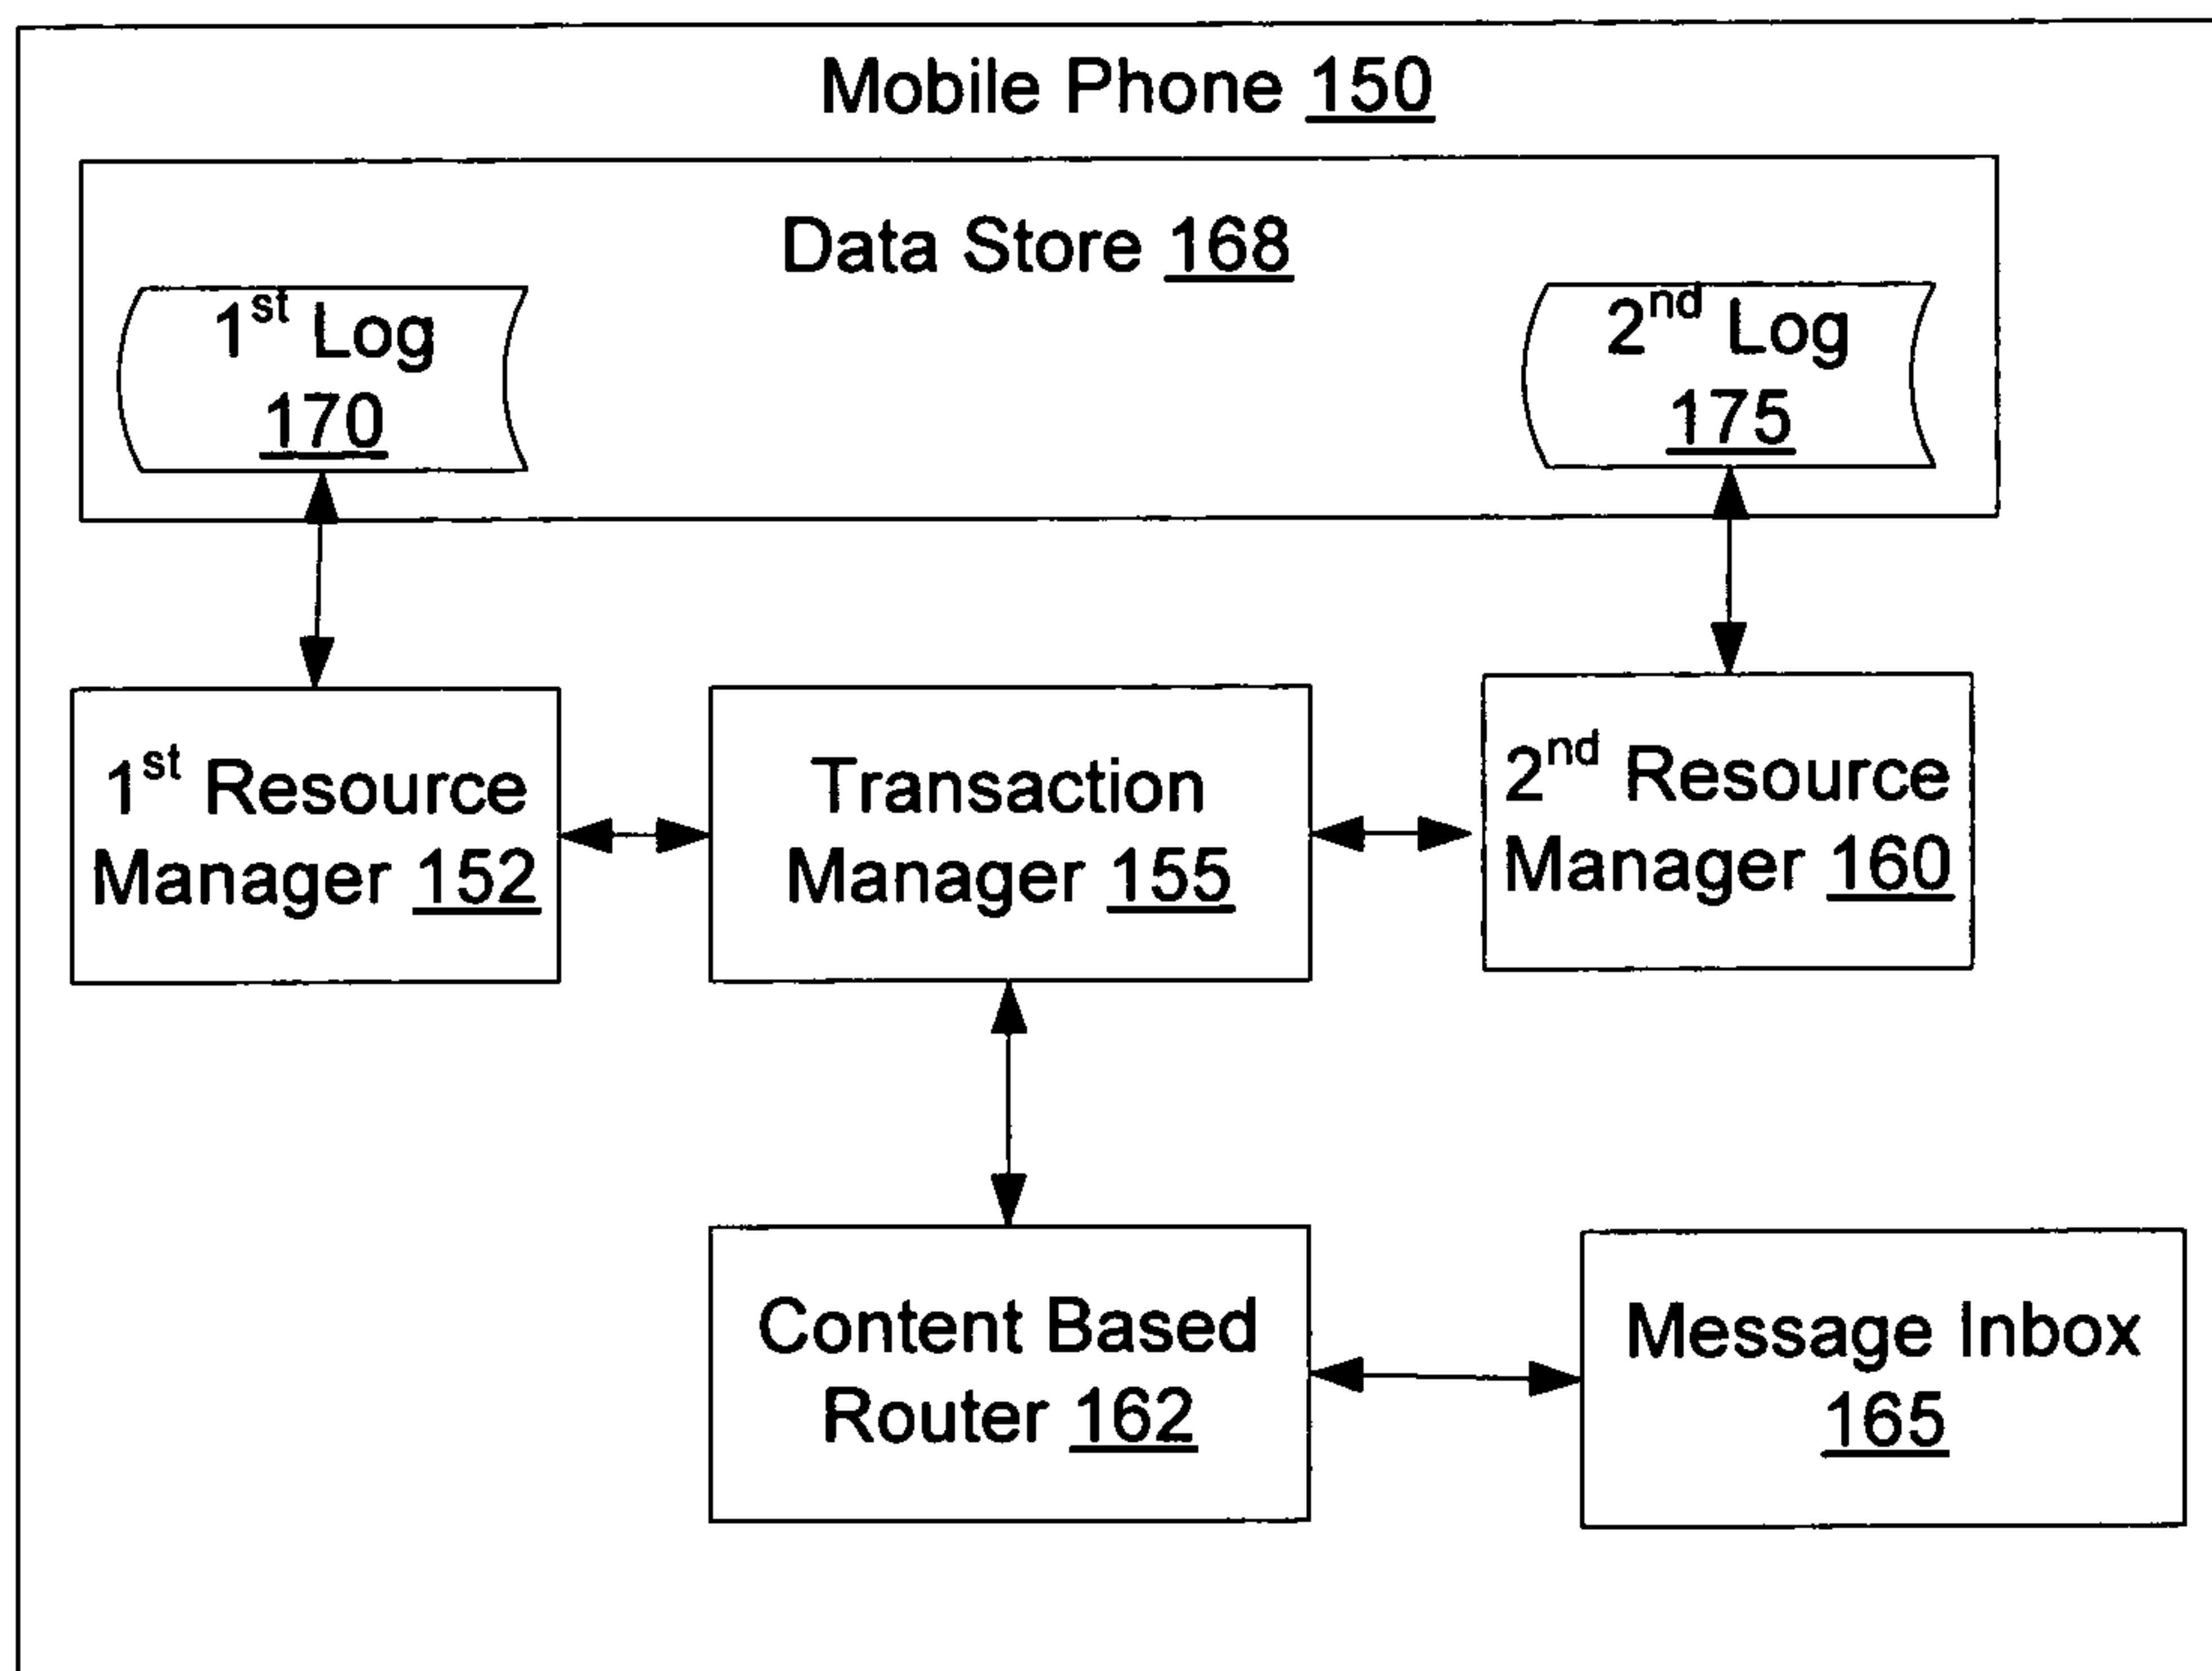 Mobile Phone 150
Data Store 168
1st Log
170
2nd Log
175
1st Resource
Manager 152
Transaction
Manager 155
2nd Resource
Manager 160
Content Based
Router 162
Message Inbox
165